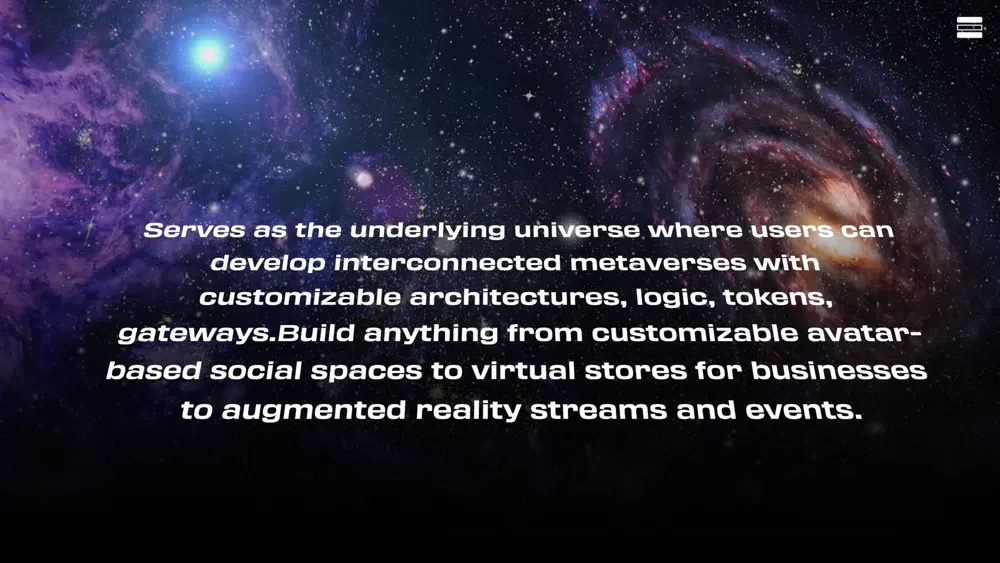 Serves as the underlying universe where users can
develop interconnected metaverses with
customizable architectures, logic, tokens,
gateways.Build anything from customizable avatar-
based social spaces to virtual stores for businesses
to augmented reality streams and events.